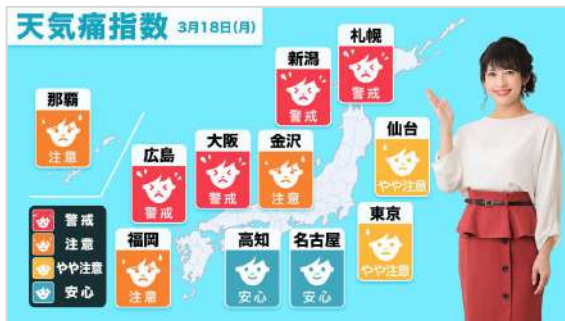 天気痛指数 3月18日(月)
札幌
警戒
新潟
警戒
那覇
注意
仙台
やや注意
広島
警戒
大阪
警戒
金沢
注意
東京
やや注意
福岡
注意
高知
安心
名古屋
安心
警戒
注意
やや注意
安心